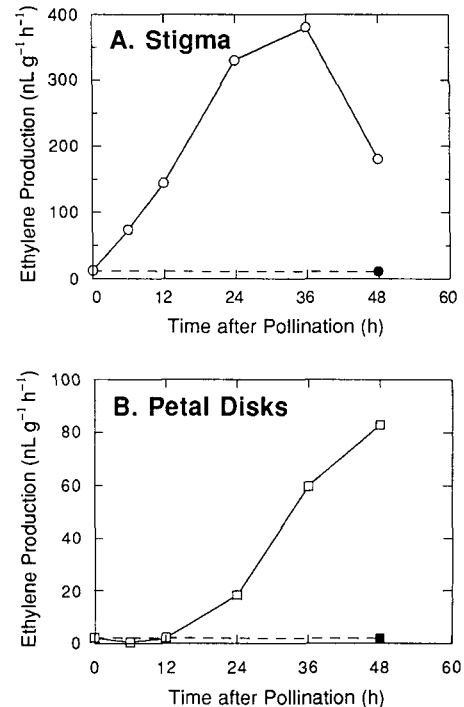 A. Stigma
Ethylene Production (nL g⁻¹ h⁻¹)
400
300
200
100
0
0 12 24 36 48 60
Time after Pollination (h)
B. Petal Disks
Ethylene Production (nL g⁻¹ h⁻¹)
100
80
60
40
20
0
0 12 24 36 48 60
Time after Pollination (h)